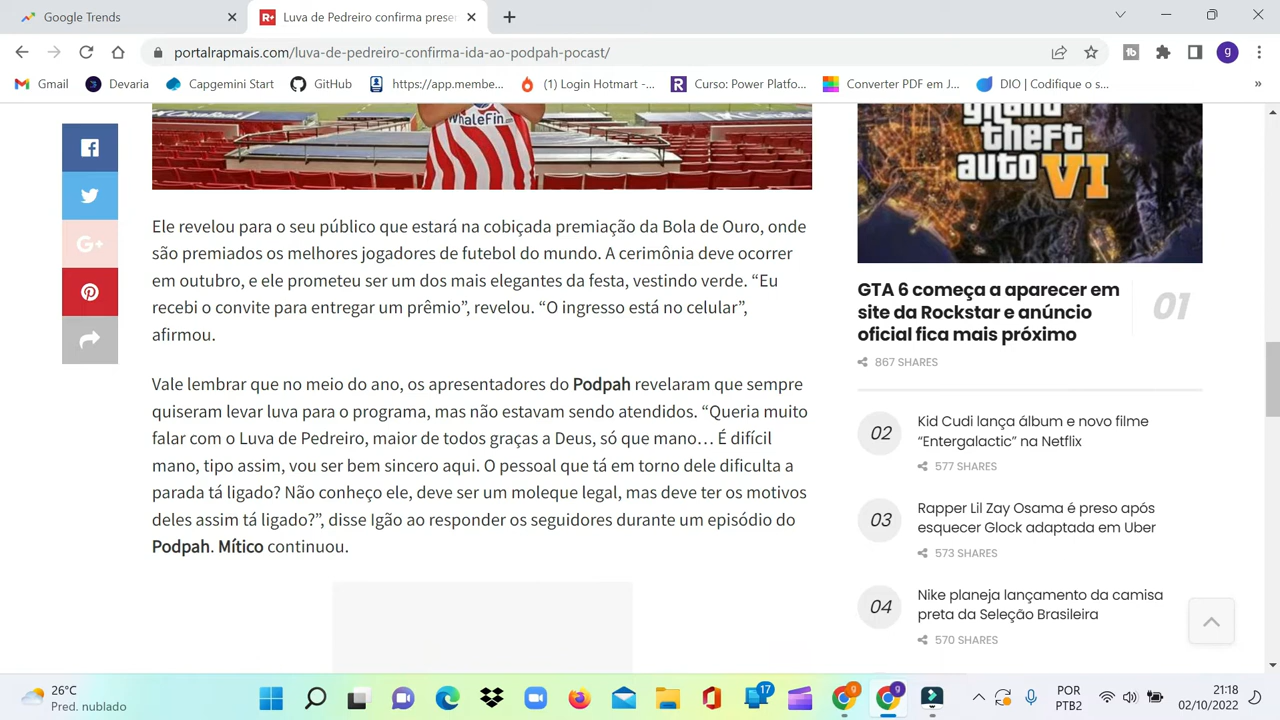 Google Trends
Luva de Pedreiro confirma prese
portalrapmais.com/luva-de-pedreiro-confirma-ida-ao-podpah-pocast/
g
Gmail
Devaria
Capgemini Start
GitHub
https://app.membe...
(1) Login Hotmart -...
Curso: Power Platfo...
Converter PDF em J...
DIO | Codifique o s...
»
WhaleFin
grand
theft
auto VI
G+
Ele revelou para o seu público que estará na cobiçada premiação da Bola de Ouro, onde
são premiados os melhores jogadores de futebol do mundo. A cerimônia deve ocorrer
em outubro, e ele prometeu ser um dos mais elegantes da festa, vestindo verde. “Eu
recebi o convite para entregar um prêmio”, revelou. “O ingresso está no celular”,
afirmou.
Vale lembrar que no meio do ano, os apresentadores do Podpah revelaram que sempre
quiseram levar luva para o programa, mas não estavam sendo atendidos. “Queria muito
falar com o Luva de Pedreiro, maior de todos graças a Deus, só que mano… É difícil
mano, tipo assim, vou ser bem sincero aqui. O pessoal que tá em torno dele dificulta a
parada tá ligado? Não conheço ele, deve ser um moleque legal, mas deve ter os motivos
deles assim tá ligado?”, disse Igão ao responder os seguidores durante um episódio do
Podpah. Mítico continuou.
GTA 6 começa a aparecer em
site da Rockstar e anúncio
oficial fica mais próximo
01
867 SHARES
02
Kid Cudi lança álbum e novo filme
“Entergalactic” na Netflix
577 SHARES
03
Rapper Lil Zay Osama é preso após
esquecer Glock adaptada em Uber
573 SHARES
04
Nike planeja lançamento da camisa
preta da Seleção Brasileira
570 SHARES
26°C
Pred. nublado
17
9
9
POR
PTB2
21:18
02/10/2022